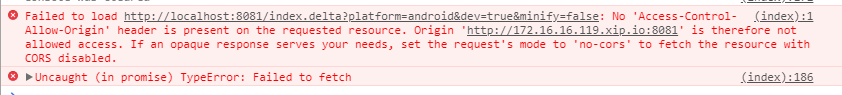 Failed to load http://localhost:8081/index.delta?platform=android&dev=true&minify=false: No 'Access-Control- (index):1
Allow-Origin' header is present on the requested resource. Origin 'http://172.16.16.119.xip.io:8081' is therefore not
allowed access. If an opaque response serves your needs, set the request's mode to 'no-cors' to fetch the resource with
CORS disabled.
Uncaught (in promise) TypeError: Failed to fetch (index):186